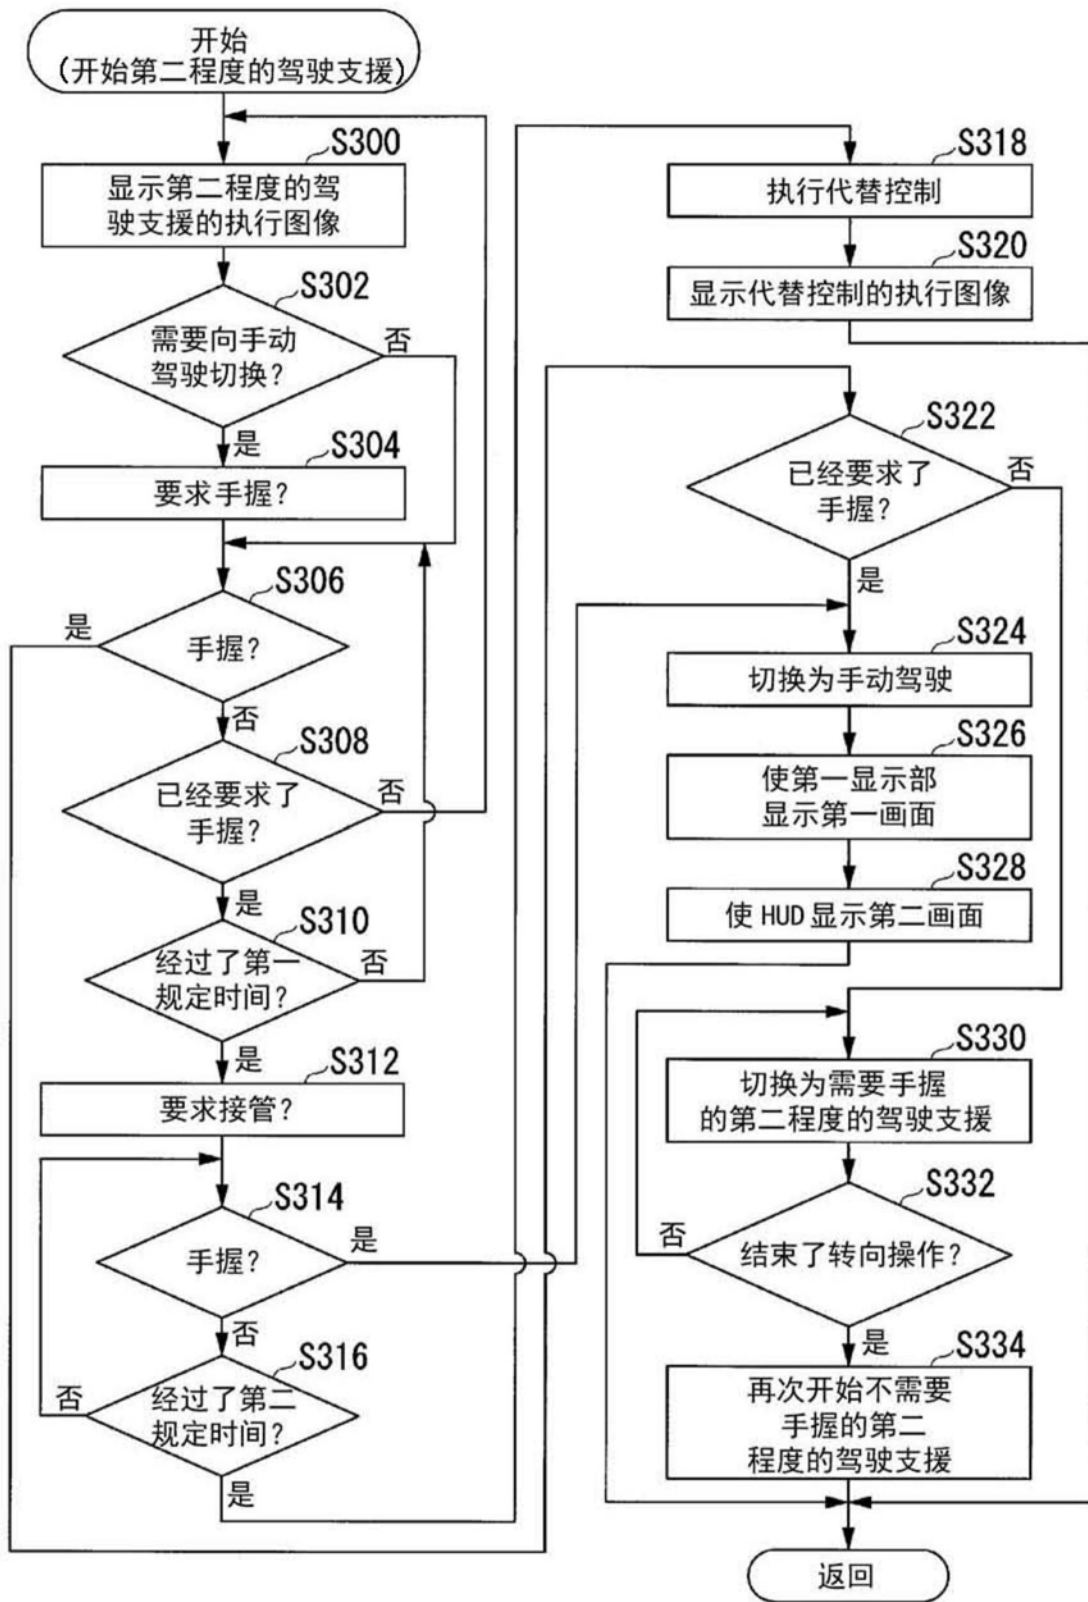 开始
(开始第二程度的驾驶支援)
S300
显示第二程度的驾
驶支援的执行图像
S302
需要向手动
驾驶切换？
否
是
S304
要求手握？
S306
是
手握？
否
S308
已经要求了
手握？
否
是
S310
经过了第一
规定时间？
否
是
S312
要求接管？
S314
手握？
是
否
S316
否
经过了第二
规定时间？
是
S318
执行代替控制
S320
显示代替控制的执行图像
S322
已经要求了
手握？
否
是
S324
切换为手动驾驶
S326
使第一显示部
显示第一画面
S328
使 HUD 显示第二画面
S330
切换为需要手握
的第二程度的驾驶支援
S332
否
结束了转向操作？
是
S334
再次开始不需要
手握的第二
程度的驾驶支援
返回